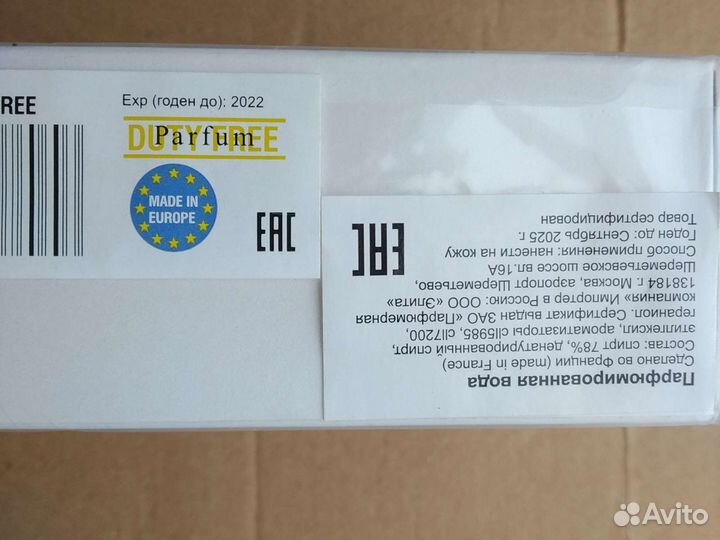 REE
Exp (годен до): 2022
DUTY FREE
Parfum
MADE IN
EUROPE
EAC
Парфюмированная вода
Сделано во Франции (made in France)
Состав: спирт 78%, денатурированный спирт,
этилгексил, ароматизаторы cll5985, cll7200,
гераниол. Сертификат выдан ЗАО «Парфюмерная
компания» Импортер в Россию: ООО «Элита»
138184 г. Москва, аэропорт Шереметьево,
Шереметьевское шоссе вл.16А
Способ применения: нанести на кожу
Годен до: Сентябрь 2025 г.
Товар сертифицирован
EAC
Avito